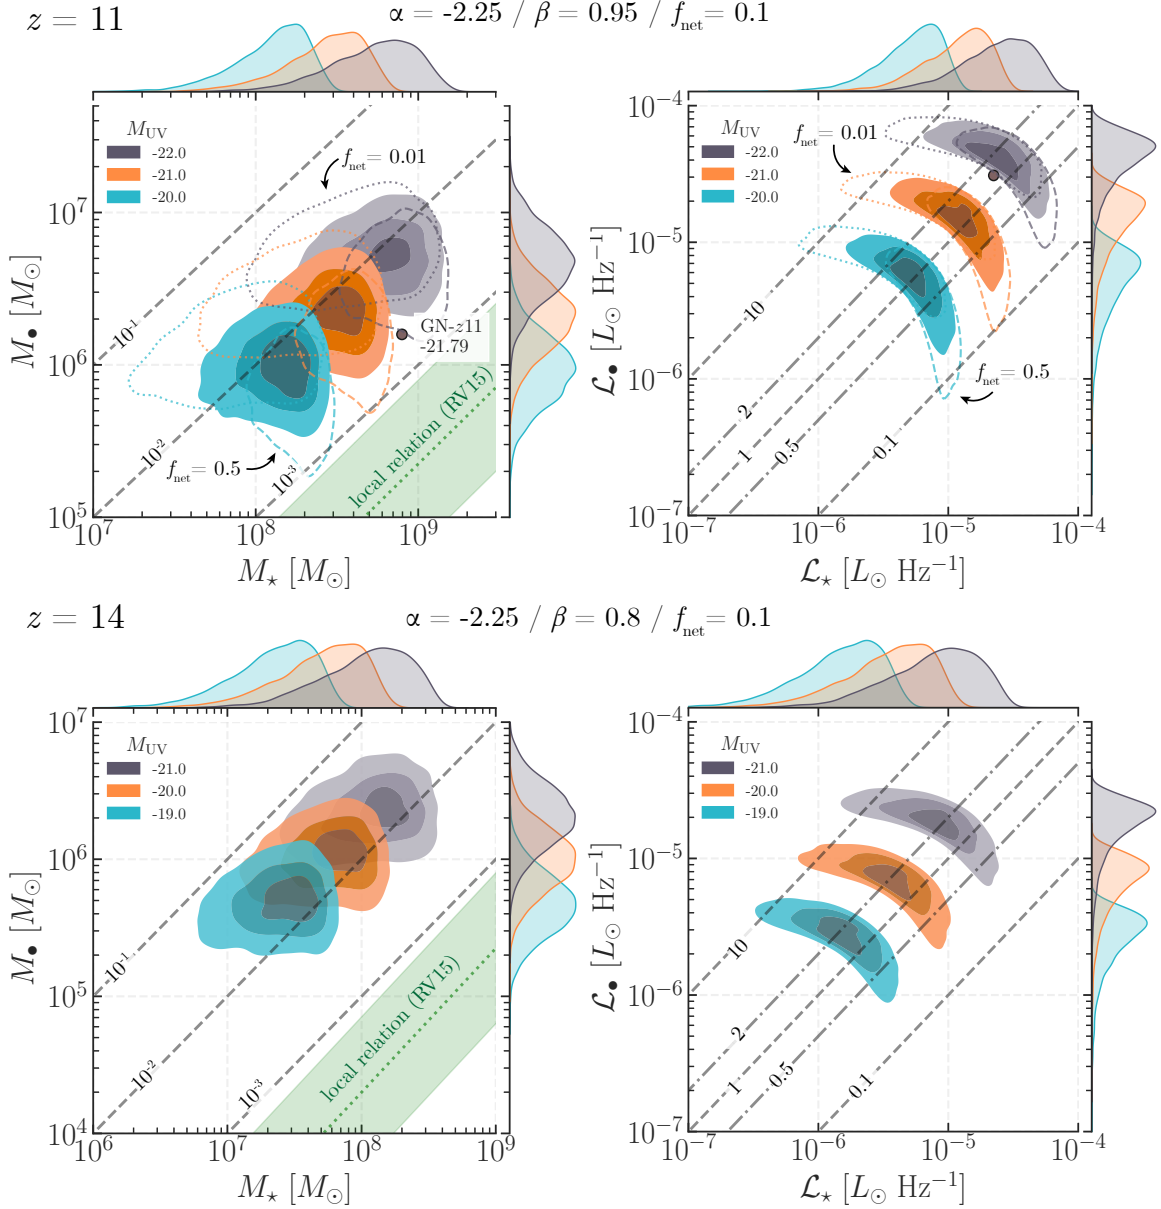 z = 11
α = -2.25 / β = 0.95 / f_net = 0.1
M_UV
-22.0
-21.0
-20.0
f_net = 0.01
GN-z11
-21.79
f_net = 0.5
10^-1
10^-2
10^-3
local relation (RV15)
10^7
10^6
10^5
M_• [M_⊙]
10^7
10^8
10^9
M_⋆ [M_⊙]
M_UV
-22.0
-21.0
-20.0
f_net = 0.01
f_net = 0.5
10
2
1
0.5
0.1
10^-4
10^-5
10^-6
10^-7
ℒ_• [L_⊙ Hz^-1]
10^-7
10^-6
10^-5
10^-4
ℒ_⋆ [L_⊙ Hz^-1]
z = 14
α = -2.25 / β = 0.8 / f_net = 0.1
M_UV
-21.0
-20.0
-19.0
10^-1
10^-2
10^-3
local relation (RV15)
10^7
10^6
10^5
10^4
M_• [M_⊙]
10^6
10^7
10^8
10^9
M_⋆ [M_⊙]
M_UV
-21.0
-20.0
-19.0
10
2
1
0.5
0.1
10^-4
10^-5
10^-6
10^-7
ℒ_• [L_⊙ Hz^-1]
10^-7
10^-6
10^-5
10^-4
ℒ_⋆ [L_⊙ Hz^-1]